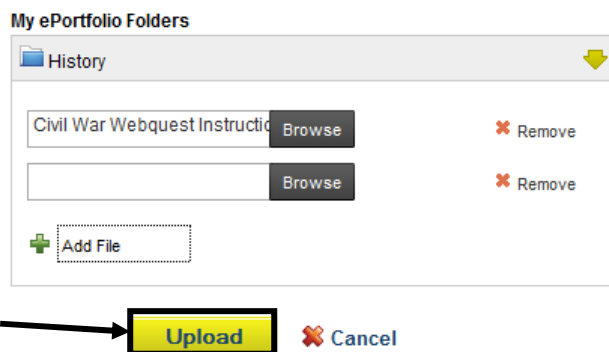 My ePortfolio Folders
History
Civil War Webquest Instructio Browse Remove
Browse Remove
Add File
Upload Cancel